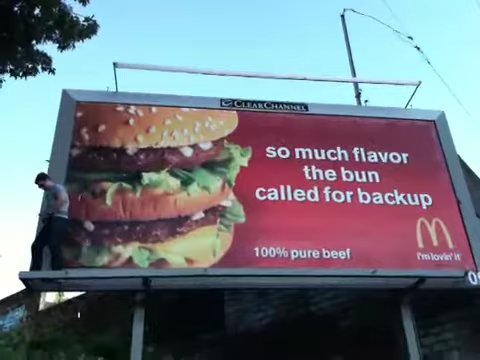 CLEARCHANNEL
so much flavor
the bun
called for backup
100% pure beef
i'm lovin' it